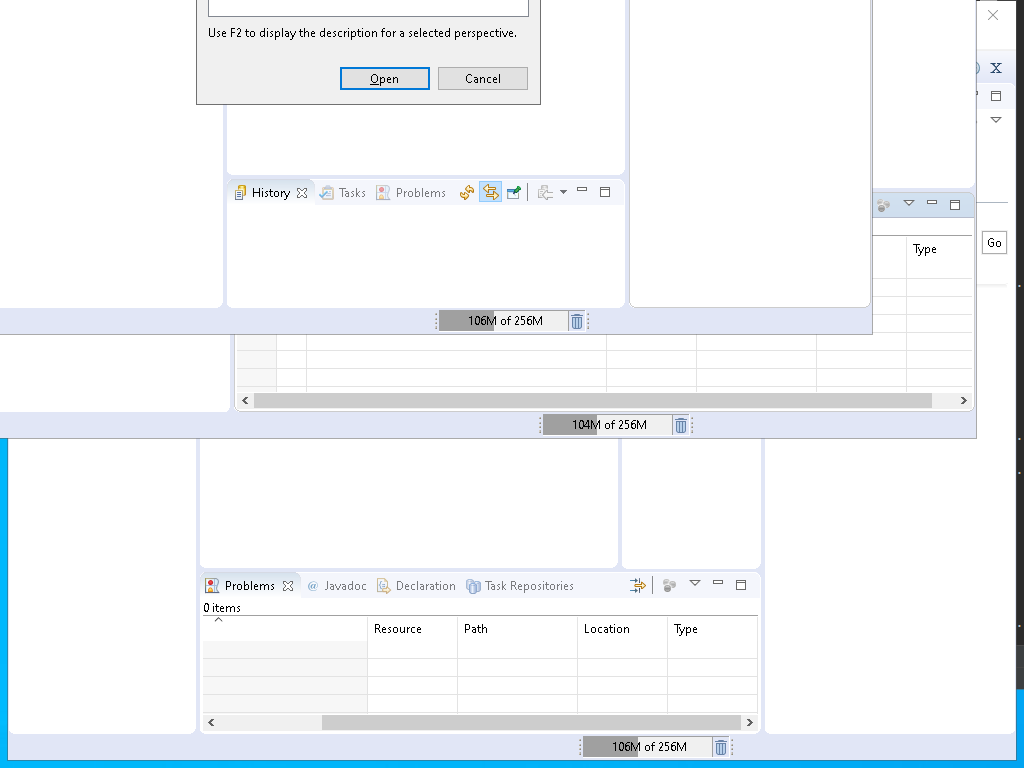 Use F2 to display the description for a selected perspective.
Open
Cancel
X
History
Tasks
Problems
Go
Type
106M of 256M
104M of 256M
Problems
Javadoc
Declaration
Task Repositories
0 items
Resource
Path
Location
Type
106M of 256M